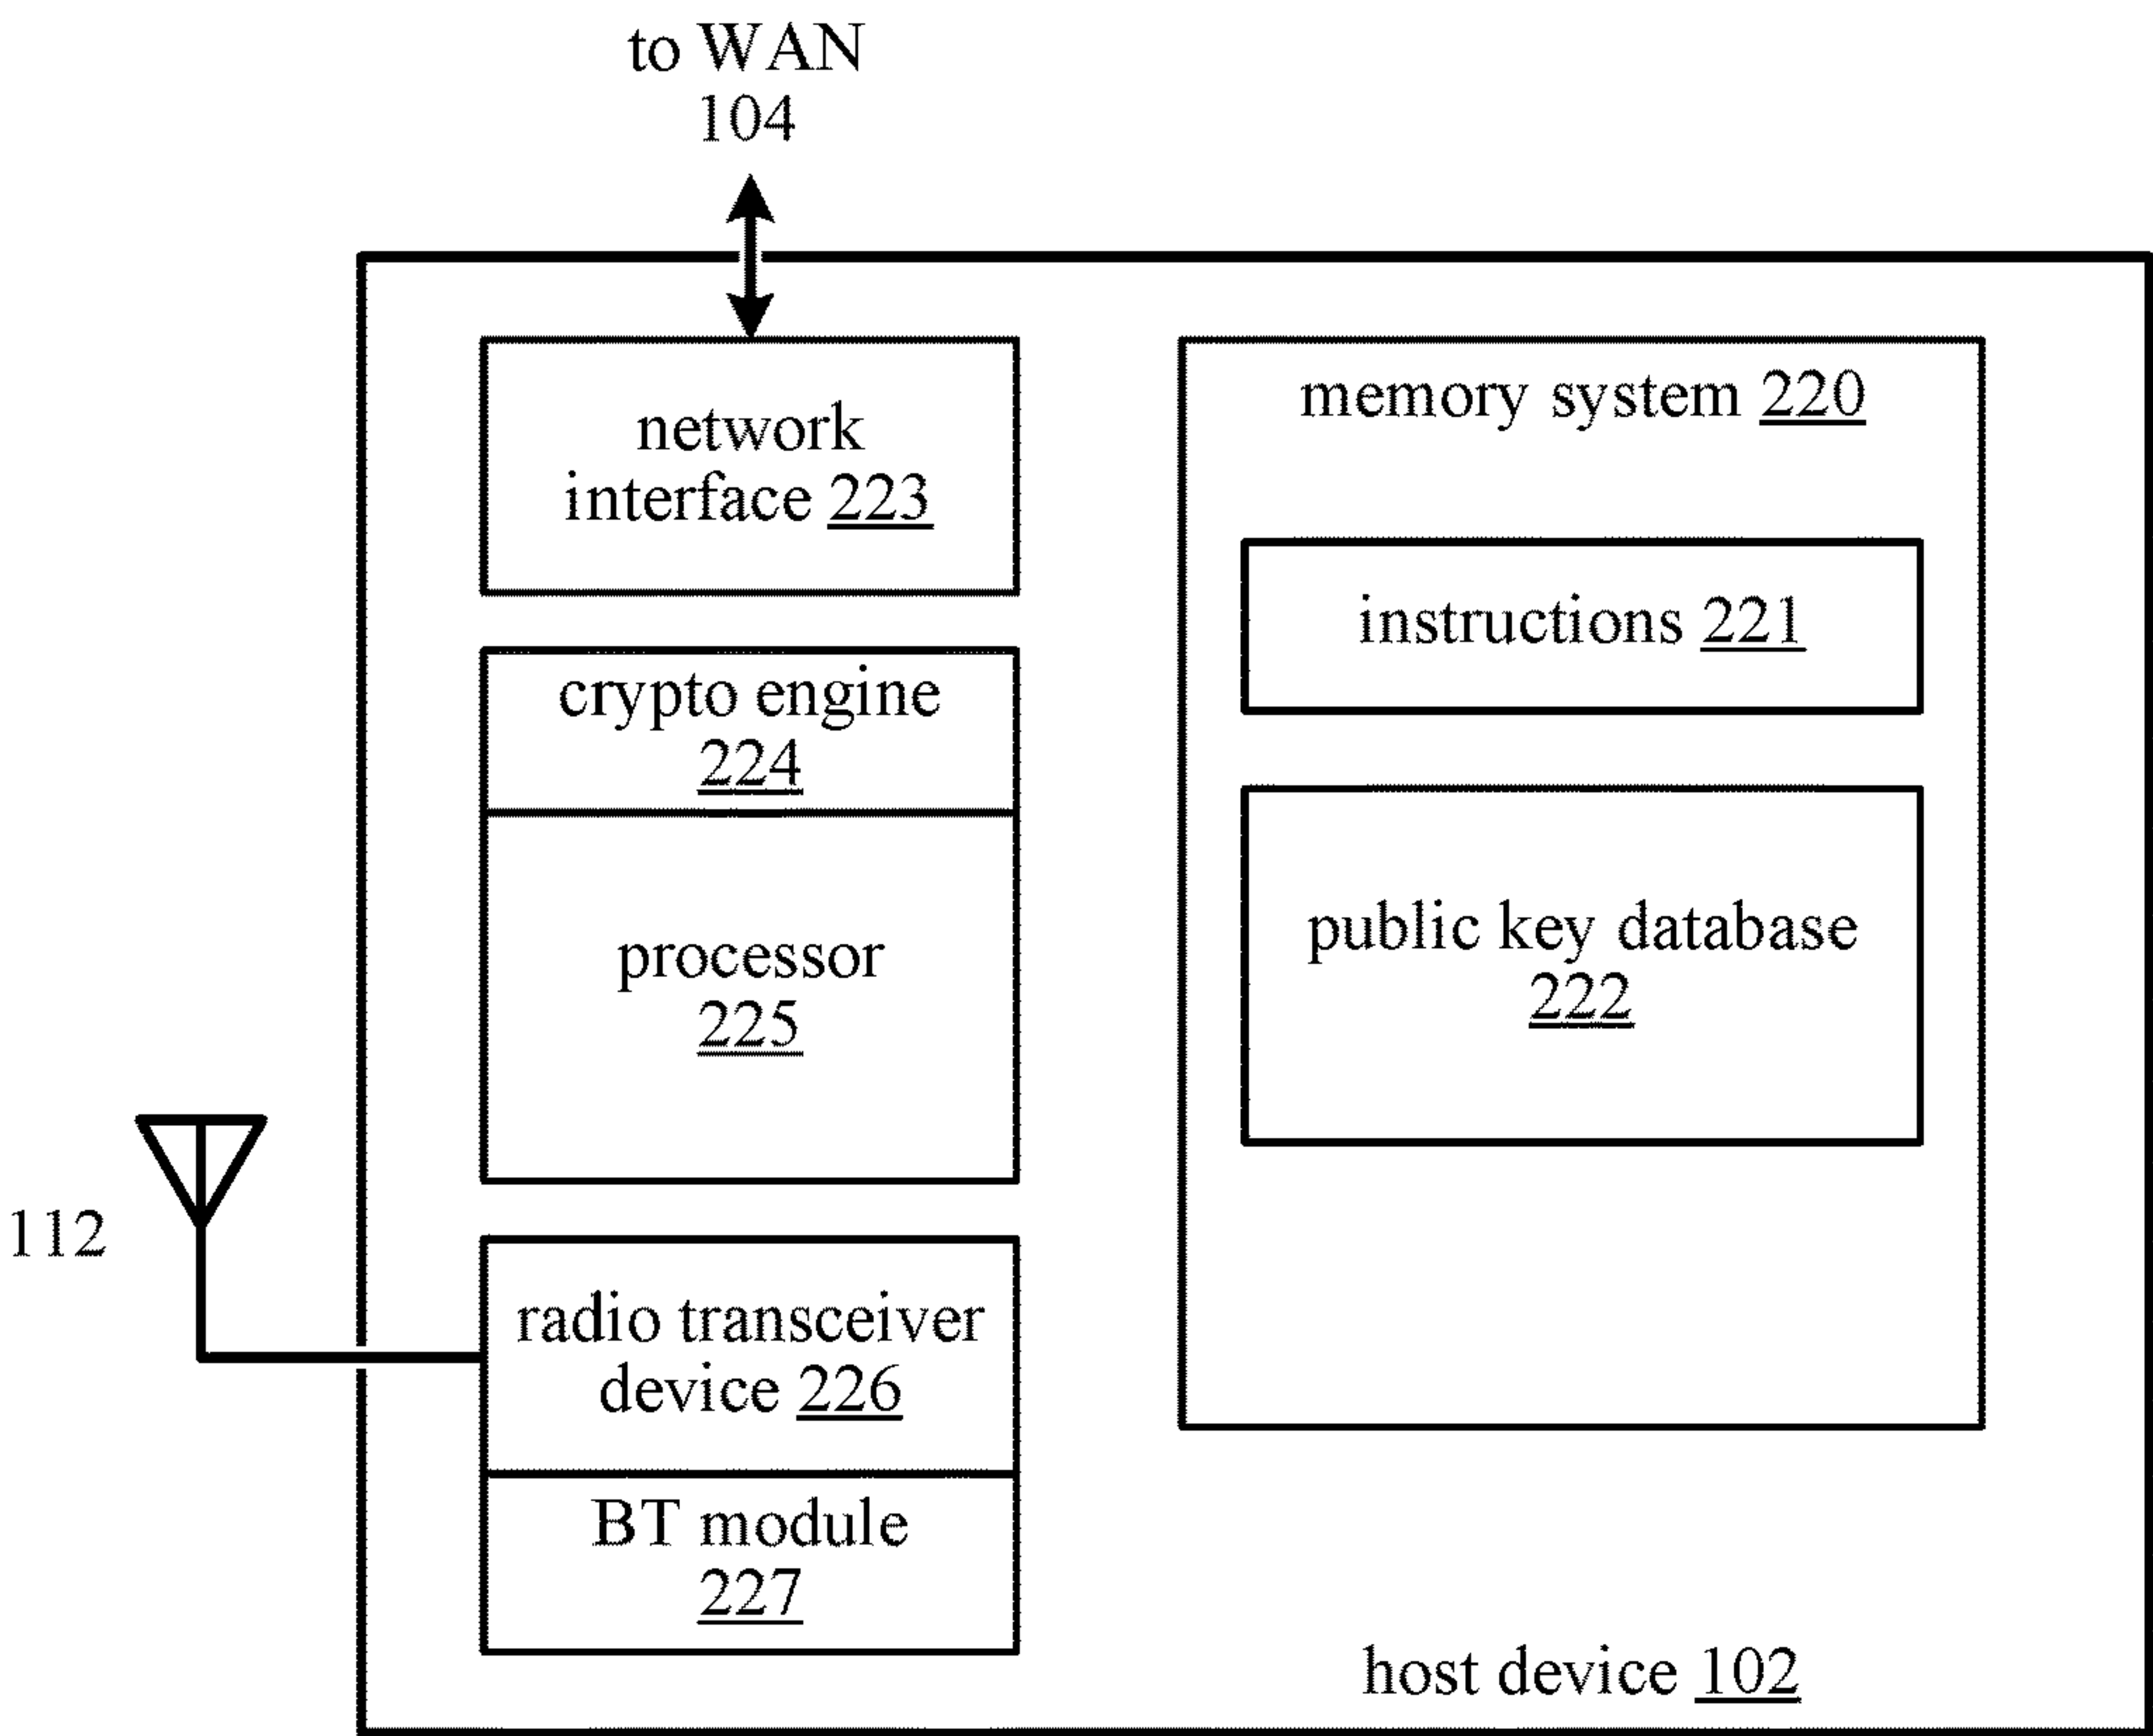 to WAN
104
network
interface 223
memory system 220
instructions 221
crypto engine
224
public key database
222
processor
225
112
radio transceiver
device 226
BT module
227
host device 102